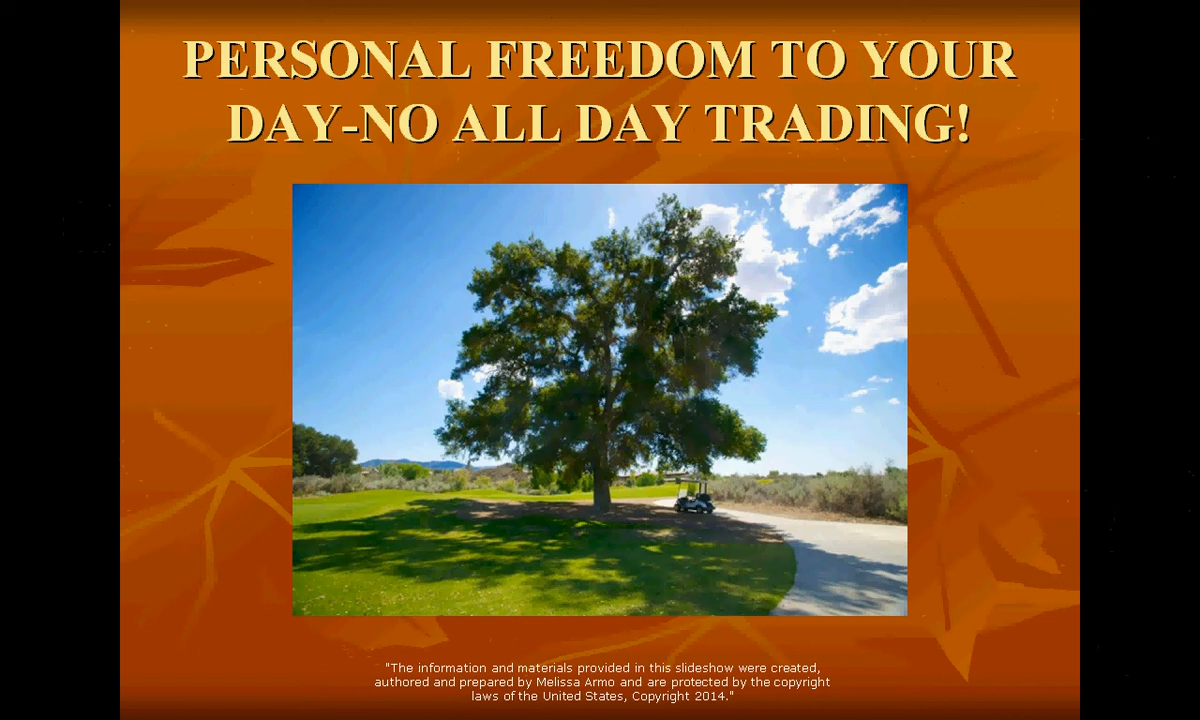 PERSONAL FREEDOM TO YOUR
DAY-NO ALL DAY TRADING!
"The information and materials provided in this slideshow were created,
authored and prepared by Melissa Armo and are protected by the copyright
laws of the United States, Copyright 2014."